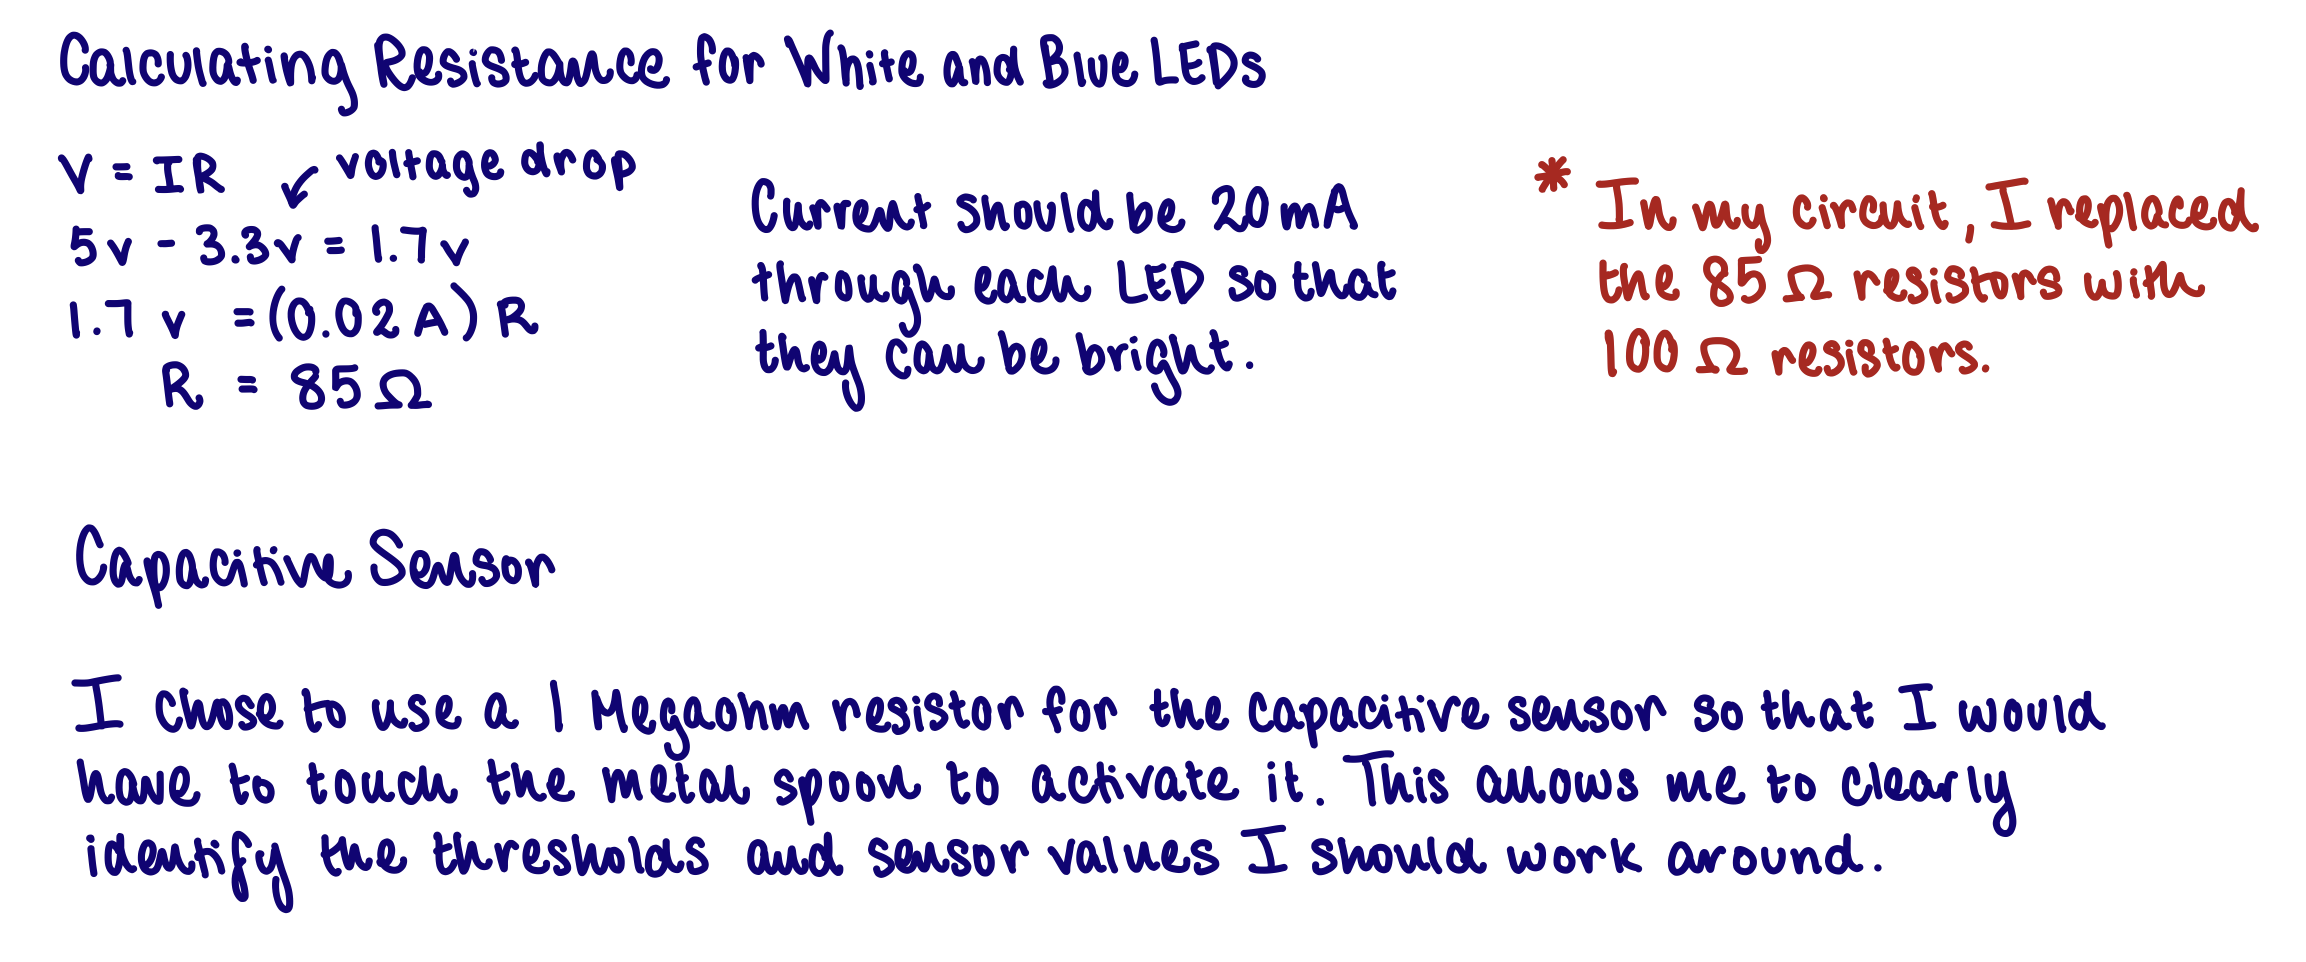 Calculating Resistance for White and Blue LEDs
V = IR
voltage drop
5v - 3.3v = 1.7v
1.7 v = (0.02 A) R
R = 85 Ω
Current should be 20 mA
through each LED so that
they can be bright.
* In my circuit, I replaced
the 85 Ω resistors with
100 Ω resistors.
Capacitive Sensor
I chose to use a 1 Megaohm resistor for the capacitive sensor so that I would
have to touch the metal spoon to activate it. This allows me to clearly
identify the thresholds and sensor values I should work around.